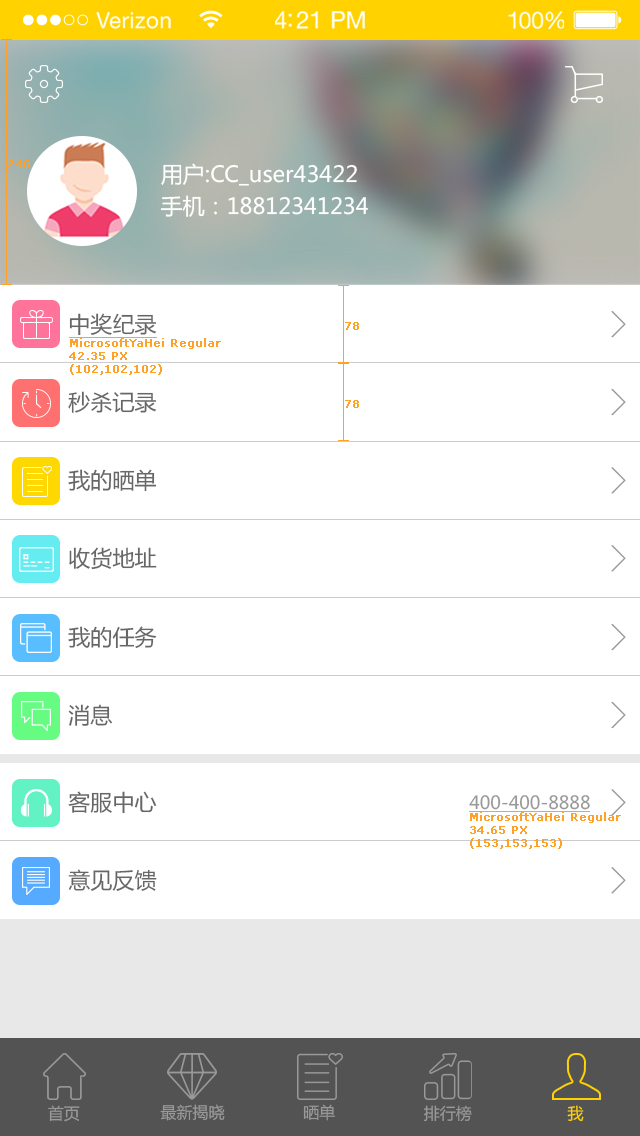 Verizon 4:21 PM 100%
246
用户:CC_user43422
手机：18812341234
中奖纪录
MicrosoftYaHei Regular
42.35 PX
(102,102,102)
78
秒杀记录
78
我的晒单
收货地址
我的任务
消息
客服中心 400-400-8888
MicrosoftYaHei Regular
34.65 PX
(153,153,153)
意见反馈
首页 最新揭晓 晒单 排行榜 我